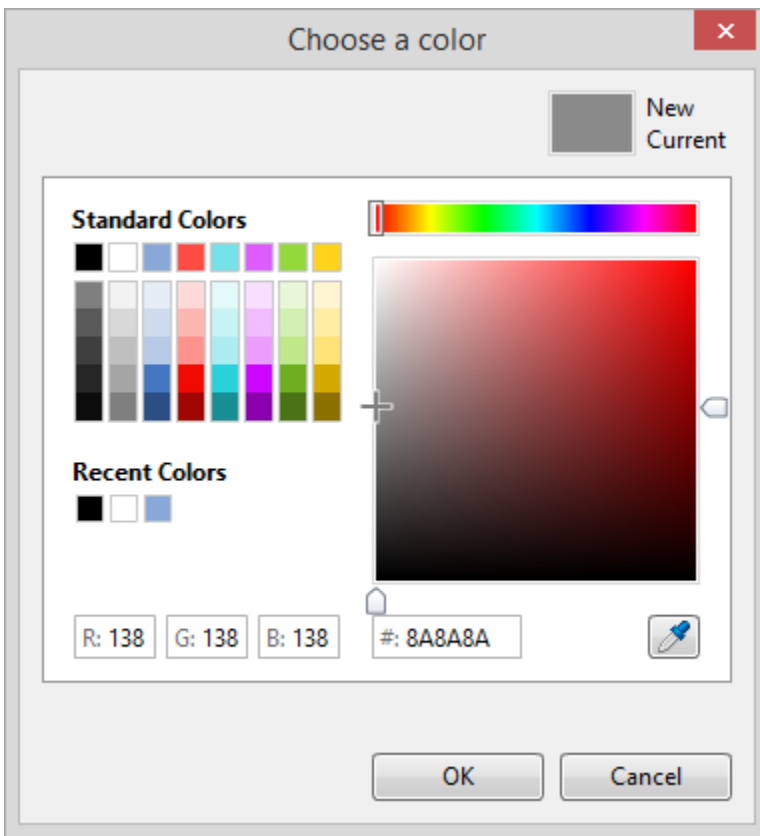 Choose a color
New
Current
Standard Colors
Recent Colors
R: 138 G: 138 B: 138 #: 8A8A8A
OK Cancel